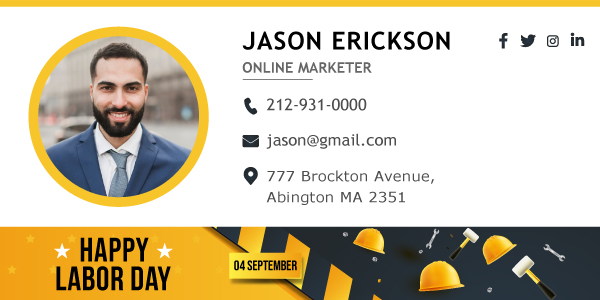 JASON ERICKSON
ONLINE MARKETER
212-931-0000
jason@gmail.com
777 Brockton Avenue,
Abington MA 2351
HAPPY
LABOR DAY
04 SEPTEMBER